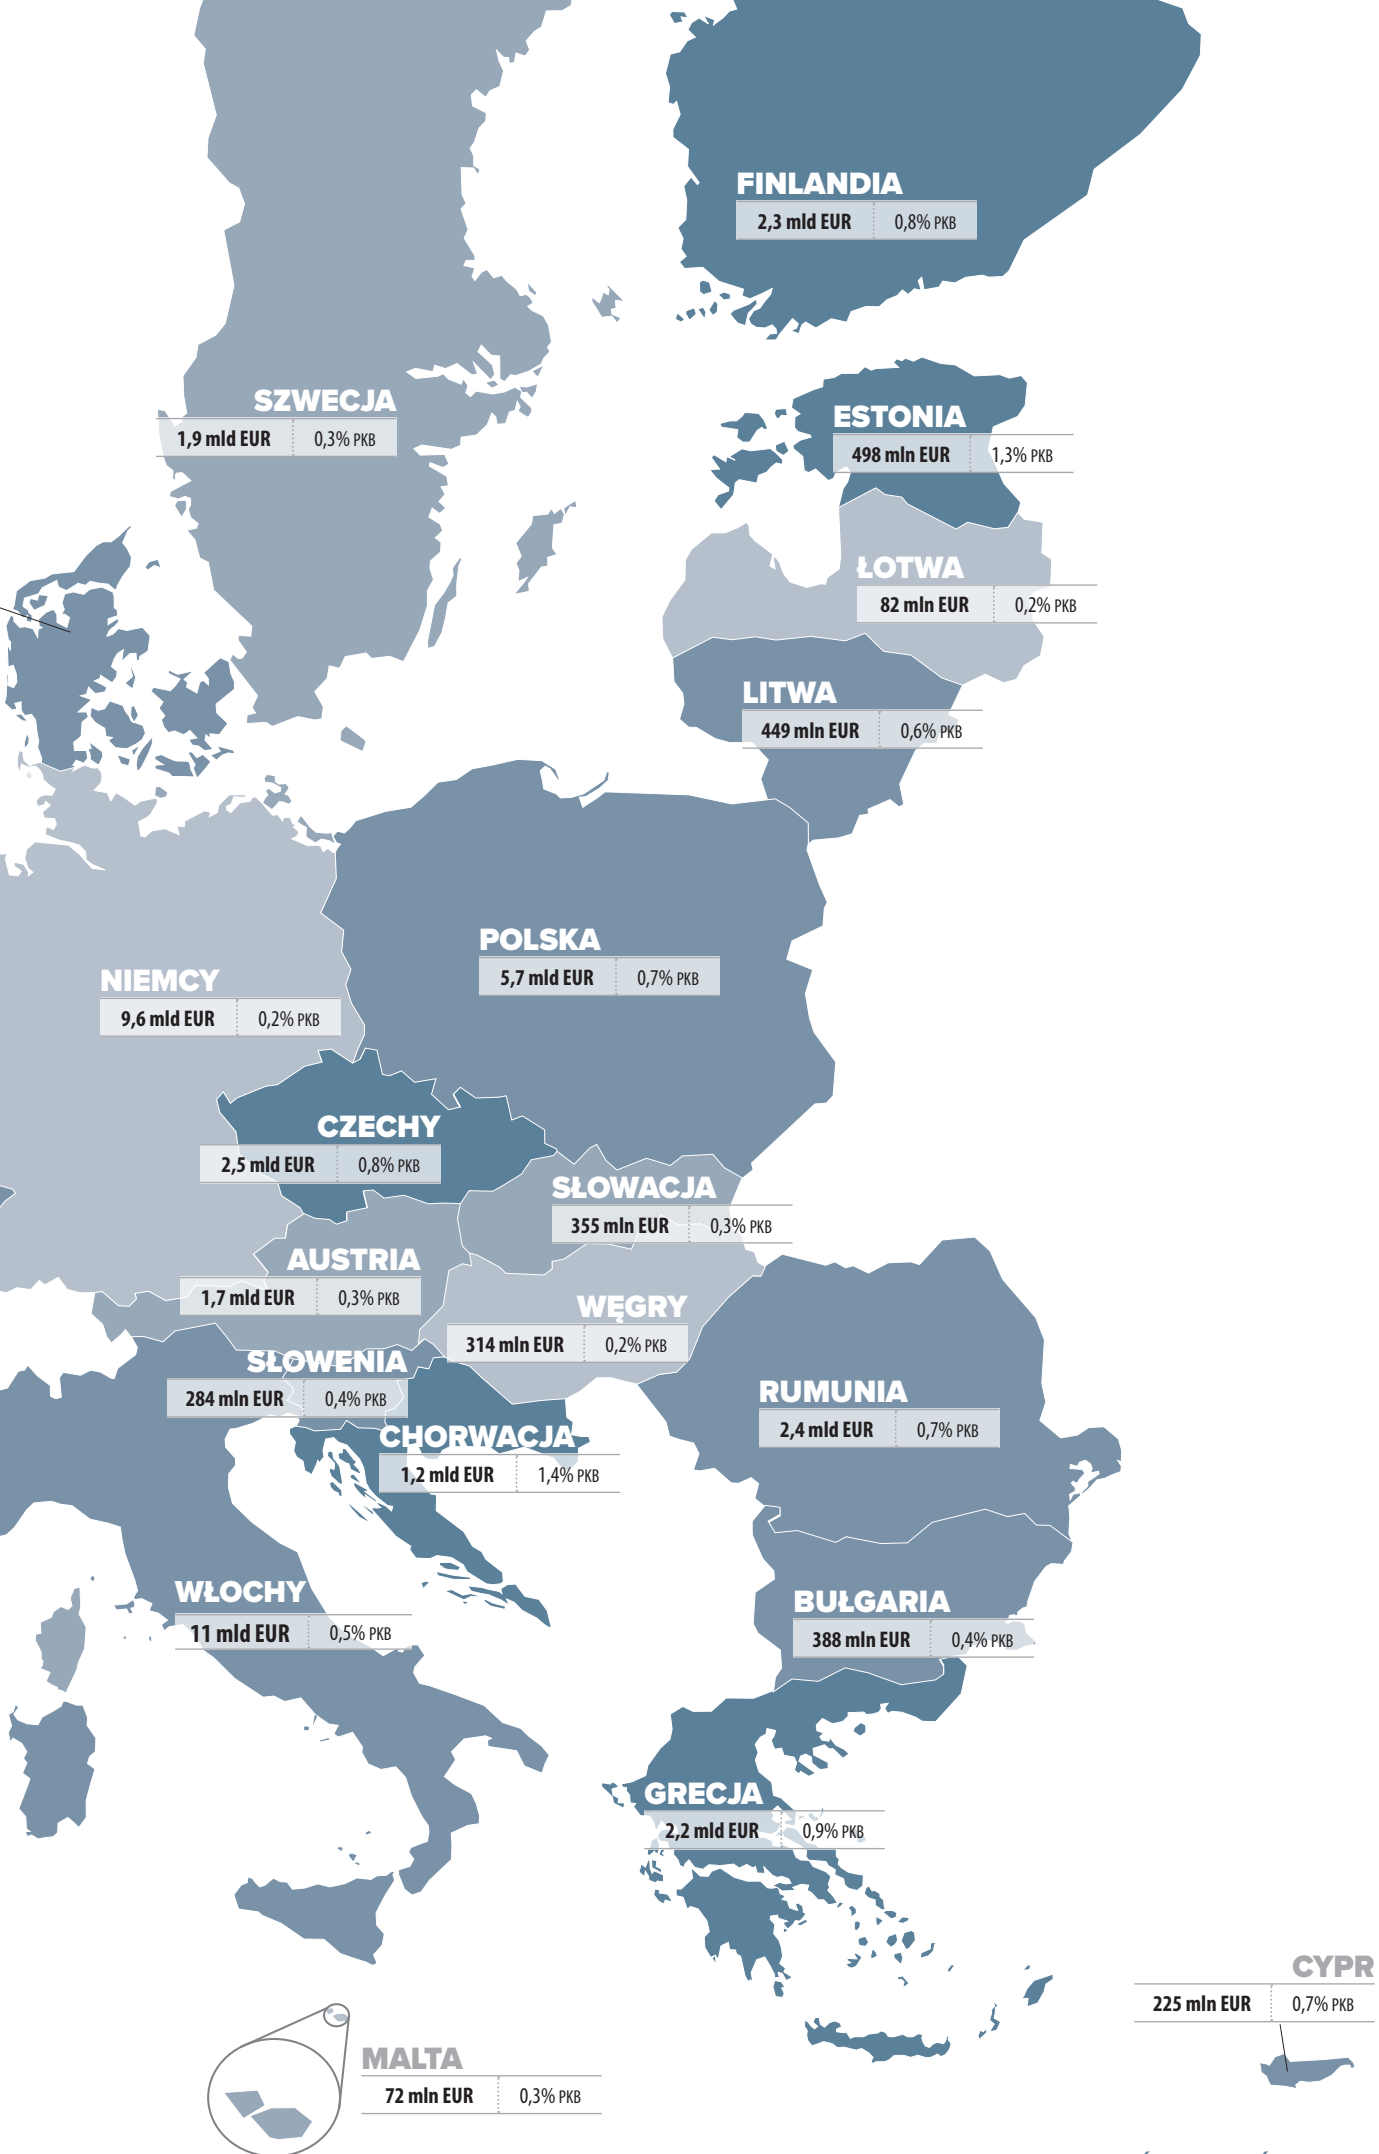 FINLANDIA
2,3 mld EUR 0,8% PKB
SZWECJA
1,9 mld EUR 0,3% PKB
ESTONIA
498 mln EUR 1,3% PKB
ŁOTWA
82 mln EUR 0,2% PKB
LITWA
449 mln EUR 0,6% PKB
POLSKA
5,7 mld EUR 0,7% PKB
NIEMCY
9,6 mld EUR 0,2% PKB
CZECHY
2,5 mld EUR 0,8% PKB
SŁOWACJA
355 mln EUR 0,3% PKB
AUSTRIA
1,7 mld EUR 0,3% PKB
WĘGRY
314 mln EUR 0,2% PKB
SŁOWENIA
284 mln EUR 0,4% PKB
RUMUNIA
2,4 mld EUR 0,7% PKB
CHORWACJA
1,2 mld EUR 1,4% PKB
WŁOCHY
11 mld EUR 0,5% PKB
BUŁGARIA
388 mln EUR 0,4% PKB
GRECJA
2,2 mld EUR 0,9% PKB
CYPR
225 mln EUR 0,7% PKB
MALTA
72 mln EUR 0,3% PKB